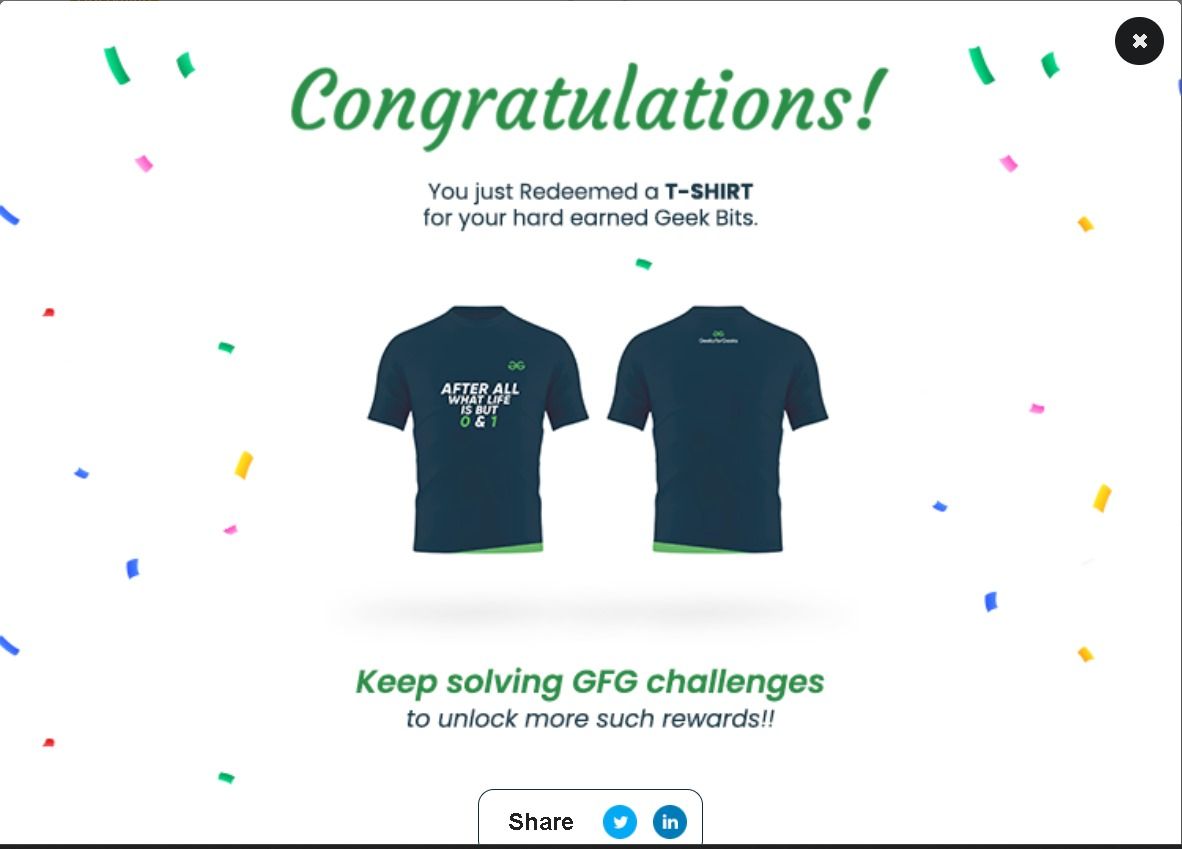 Congratulations!
You just Redeemed a T-SHIRT
for your hard earned Geek Bits.
AFTER ALL
WHAT LIFE
IS BUT
0 & 1
GeeksforGeeks
Keep solving GFG challenges
to unlock more such rewards!!
Share
in